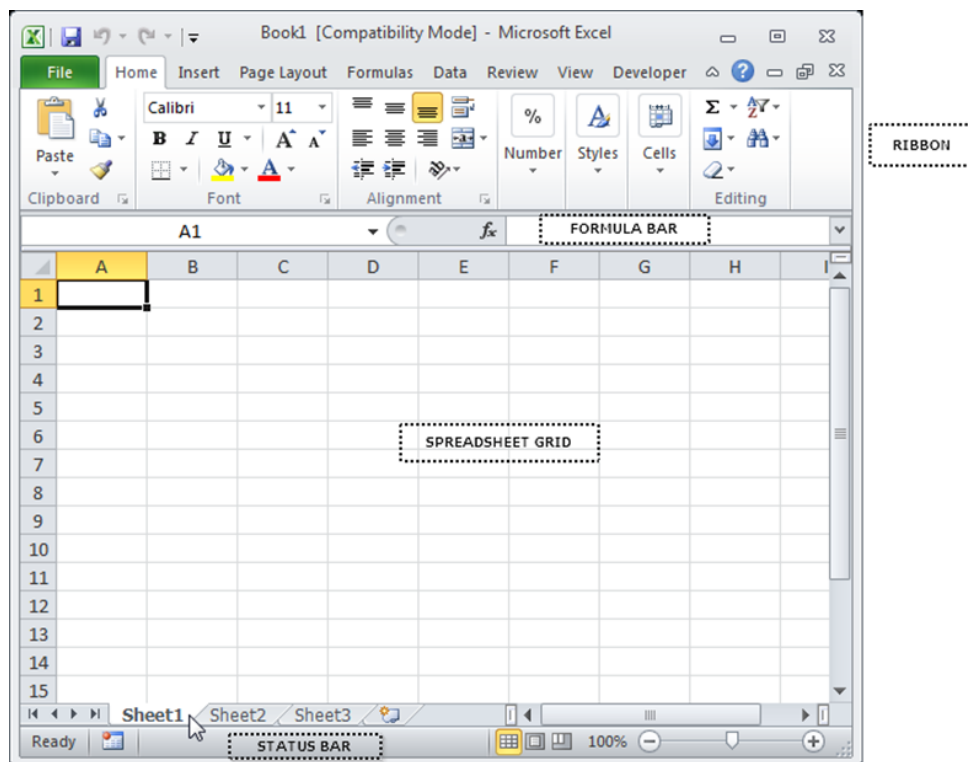 Book1 [Compatibility Mode] - Microsoft Excel
File Home Insert Page Layout Formulas Data Review View Developer
Calibri 11 Σ A Z
B I U A A a % A
Paste Number Styles Cells
A
Clipboard Font Alignment Editing
RIBBON
A1 fx FORMULA BAR
A B C D E F G H I
1
2
3
4
5
6 SPREADSHEET GRID
7
8
9
10
11
12
13
14
15
Sheet1 Sheet2 Sheet3
Ready STATUS BAR 100%